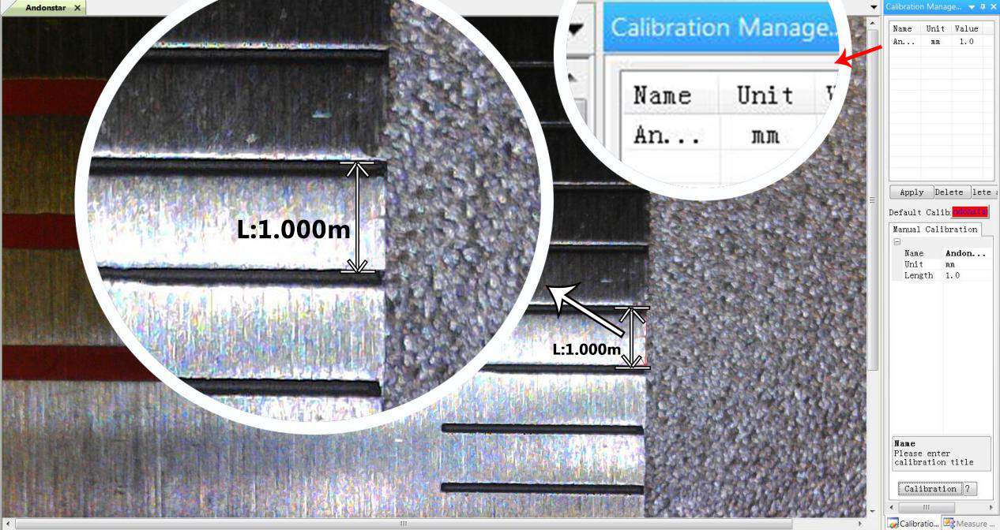 Andonstar
Calibration Manage...
Name Unit
An... mm
L:1.000m
L:1.000m
Calibration Manage...
Name Unit Value
An... mm 1.0
Apply Delete lete
Default Calib
Manual Calibration
Name Andon...
Unit mm
Length 1.0
Name
Please enter
calibration title
Calibration ?
Calibratio... Measure ...